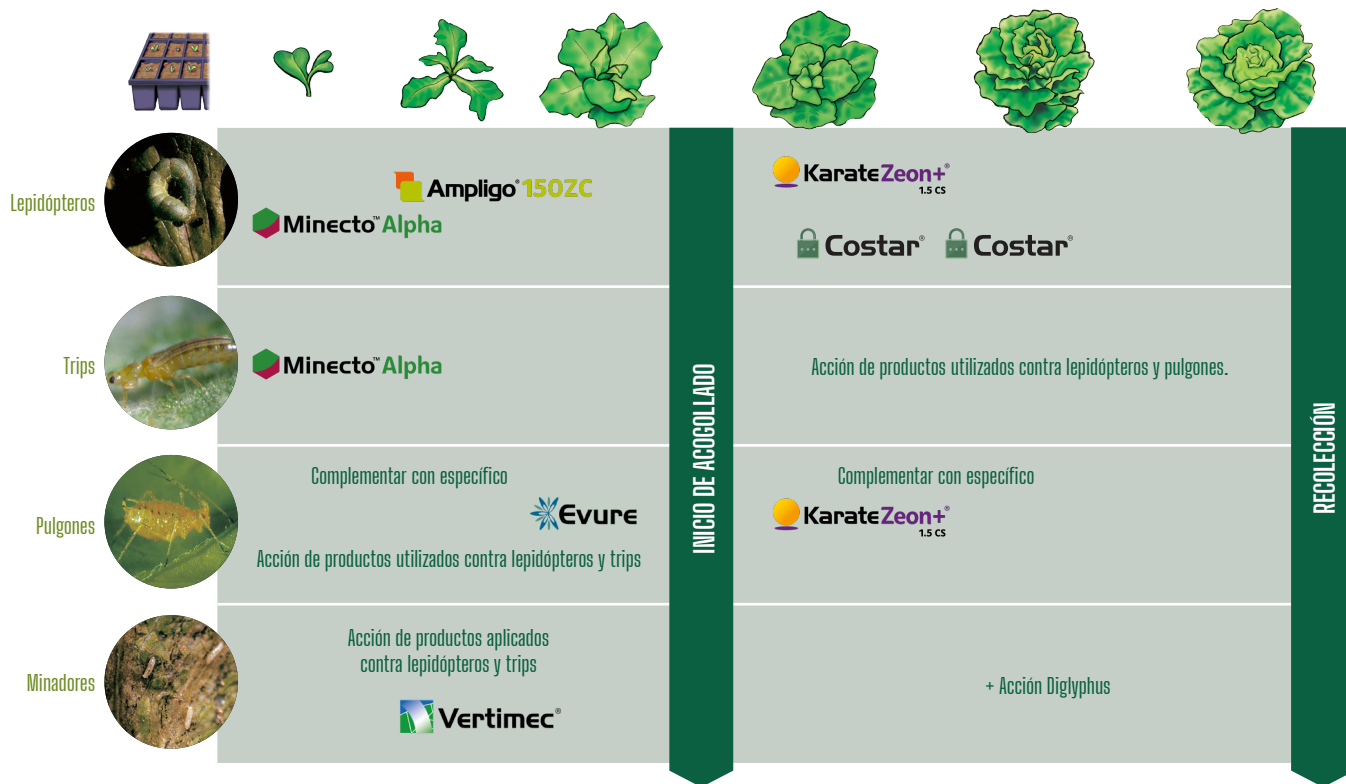 Lepidópteros
Ampligo® 150ZC
Minecto™ Alpha
KarateZeon+®
1.5 CS
Costar® Costar®
Trips
Minecto™ Alpha
Acción de productos utilizados contra lepidópteros y pulgones.
Pulgones
Complementar con específico
Evure
Acción de productos utilizados contra lepidópteros y trips
Complementar con específico
KarateZeon+®
1.5 CS
Minadores
Acción de productos aplicados
contra lepidópteros y trips
Vertimec®
+ Acción Diglyphus
INICIO DE ACOGOLLADO
RECOLECCIÓN